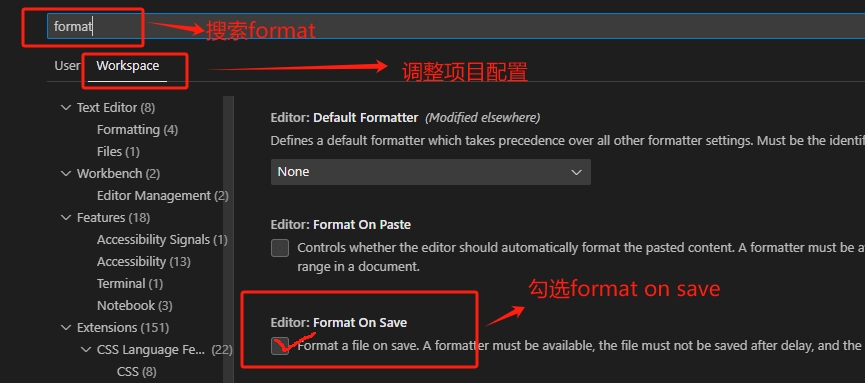 format
搜索format
User
Workspace
调整项目配置
Text Editor (8)
Formatting (4)
Files (1)
Workbench (2)
Editor Management (2)
Features (18)
Accessibility Signals (1)
Accessibility (13)
Terminal (1)
Notebook (3)
Extensions (151)
CSS Language Fe... (22)
CSS (8)
Editor: Default Formatter (Modified elsewhere)
Defines a default formatter which takes precedence over all other formatter settings. Must be the identif
None
Editor: Format On Paste
Controls whether the editor should automatically format the pasted content. A formatter must be a
range in a document.
勾选format on save
Editor: Format On Save
Format a file on save. A formatter must be available, the file must not be saved after delay, and the